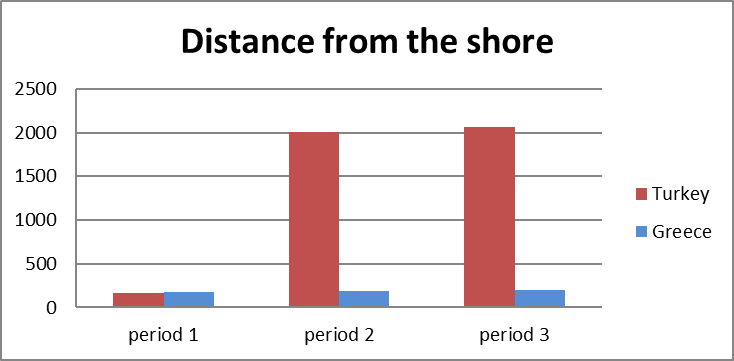 Distance from the shore
2500
2000
1500
1000
500
0
period 1
period 2
period 3
Turkey
Greece